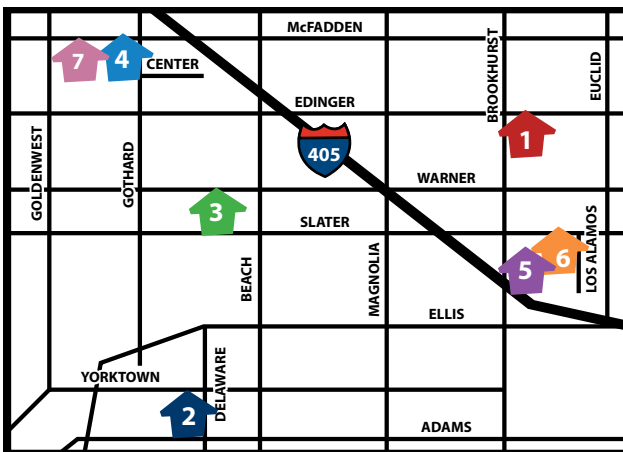 McFADDEN
7
4
CENTER
EDINGER
BROOKHURST
EUCLID
1
405
GOLDENWEST
GOTHARD
WARNER
3
SLATER
BEACH
MAGNOLIA
5
6
LOS ALAMOS
ELLIS
YORKTOWN
DELAWARE
2
ADAMS